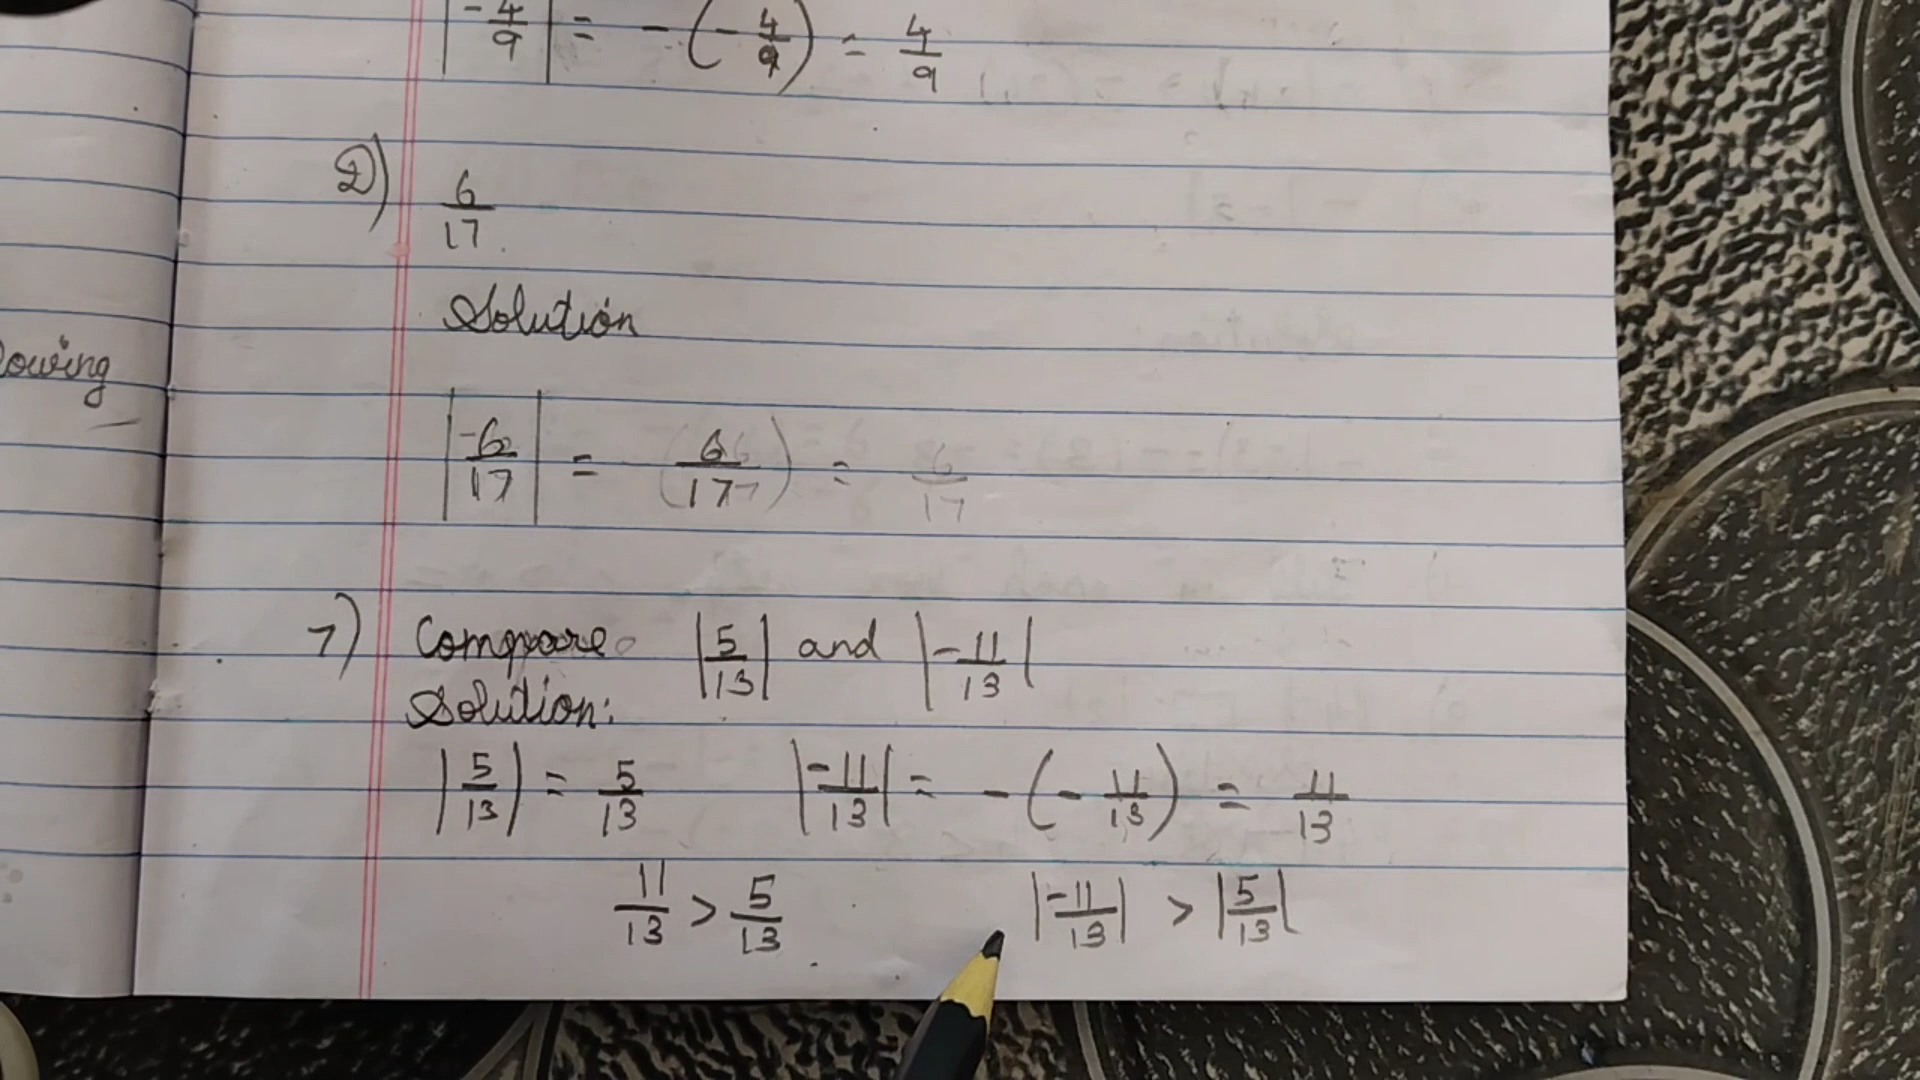 |-4/9| = -(-4/9) = 4/9
2) 6/17.
Solution
lowing
|-6/17| = (6/17) = 6/17
7) Compare |5/13| and |-11/13|
Solution:
|5/13| = 5/13 |-11/13| = -(-11/13) = 11/13
11/13 > 5/13. |-11/13| > |5/13|